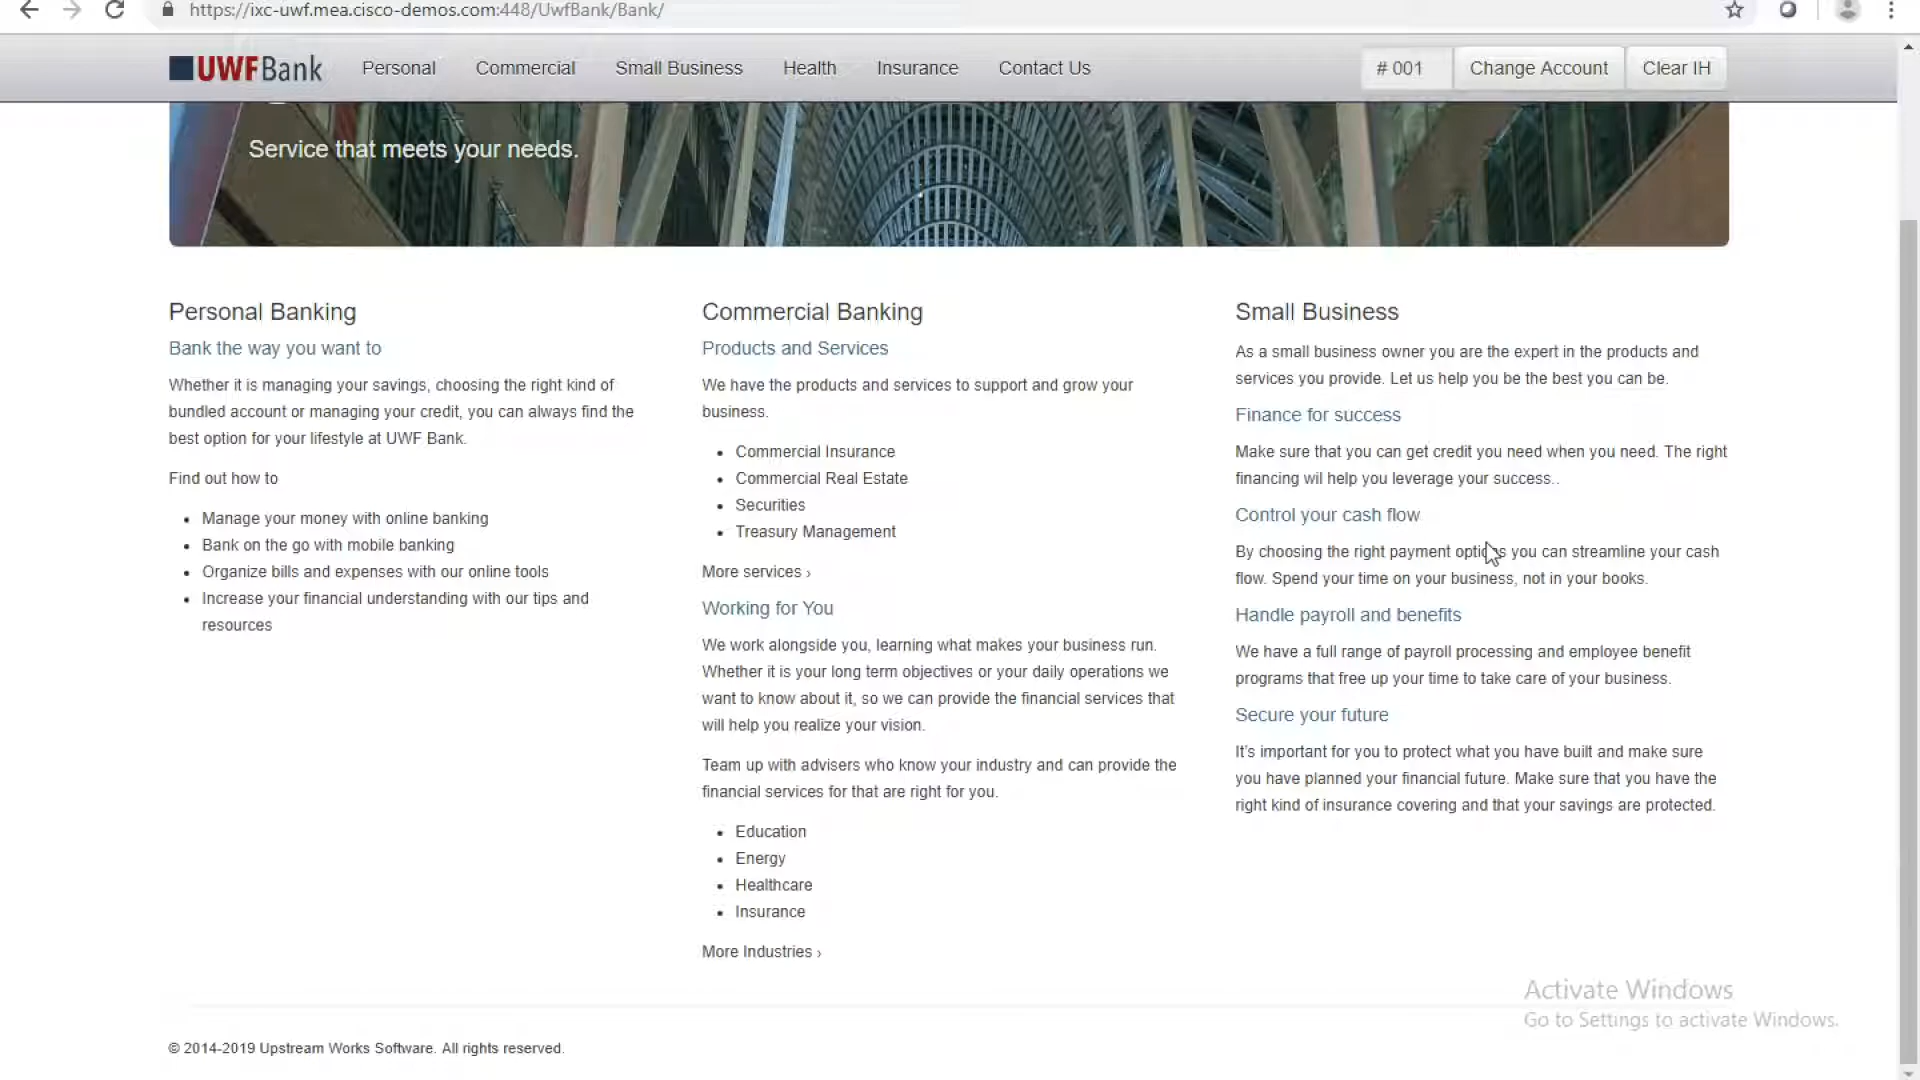 https://ixc-uwf.mea.cisco-demos.com:448/UwfBank/Bank/
UWFBank Personal Commercial Small Business Health Insurance Contact Us # 001 Change Account Clear IH
Service that meets your needs.
Personal Banking
Bank the way you want to
Whether it is managing your savings, choosing the right kind of
bundled account or managing your credit, you can always find the
best option for your lifestyle at UWF Bank.
Find out how to
• Manage your money with online banking
• Bank on the go with mobile banking
• Organize bills and expenses with our online tools
• Increase your financial understanding with our tips and
resources
Commercial Banking
Products and Services
We have the products and services to support and grow your
business.
• Commercial Insurance
• Commercial Real Estate
• Securities
• Treasury Management
More services ›
Working for You
We work alongside you, learning what makes your business run.
Whether it is your long term objectives or your daily operations we
want to know about it, so we can provide the financial services that
will help you realize your vision.
Team up with advisers who know your industry and can provide the
financial services for that are right for you.
• Education
• Energy
• Healthcare
• Insurance
More Industries ›
Small Business
As a small business owner you are the expert in the products and
services you provide. Let us help you be the best you can be.
Finance for success
Make sure that you can get credit you need when you need. The right
financing wil help you leverage your success..
Control your cash flow
By choosing the right payment options you can streamline your cash
flow. Spend your time on your business, not in your books.
Handle payroll and benefits
We have a full range of payroll processing and employee benefit
programs that free up your time to take care of your business.
Secure your future
It's important for you to protect what you have built and make sure
you have planned your financial future. Make sure that you have the
right kind of insurance covering and that your savings are protected.
Activate Windows
Go to Settings to activate Windows.
© 2014-2019 Upstream Works Software. All rights reserved.